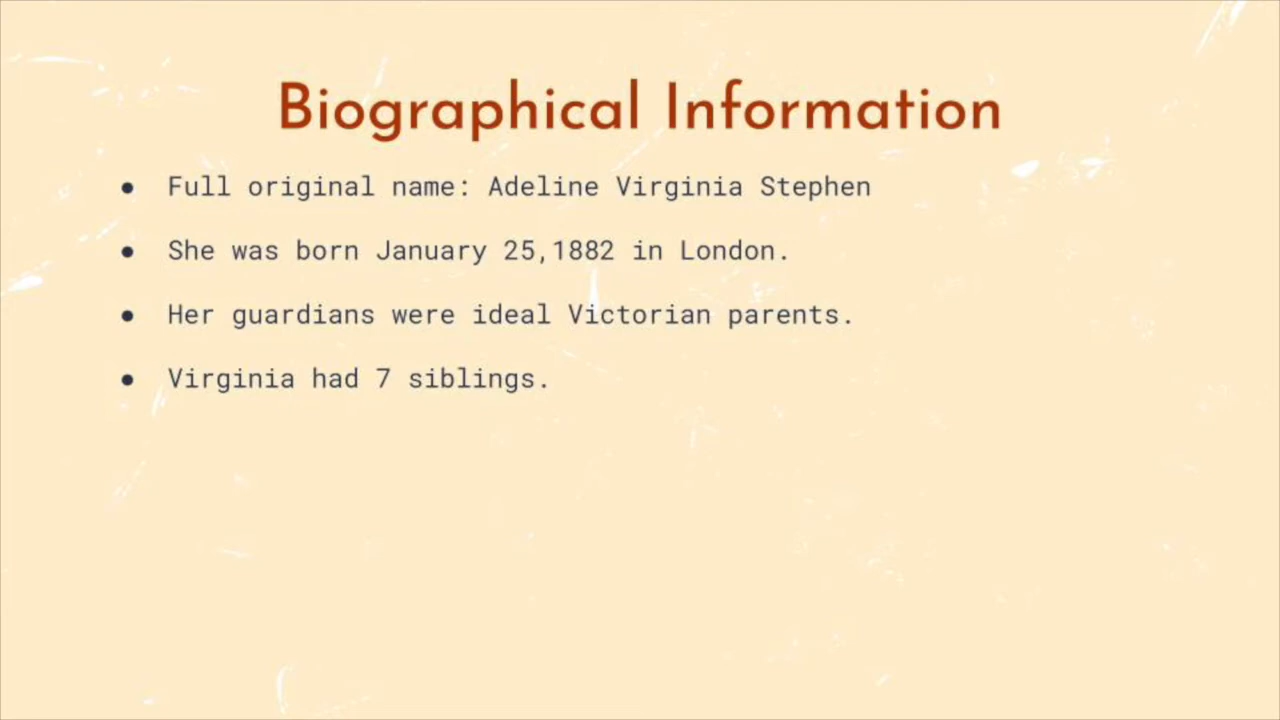 Biographical Information
● Full original name: Adeline Virginia Stephen
● She was born January 25,1882 in London.
● Her guardians were ideal Victorian parents.
● Virginia had 7 siblings.